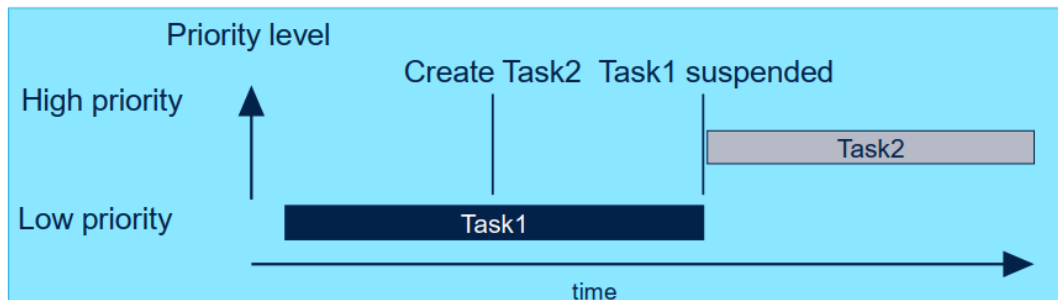 Priority level
Create Task2 Task1 suspended
High priority
Task2
Low priority
Task1
time